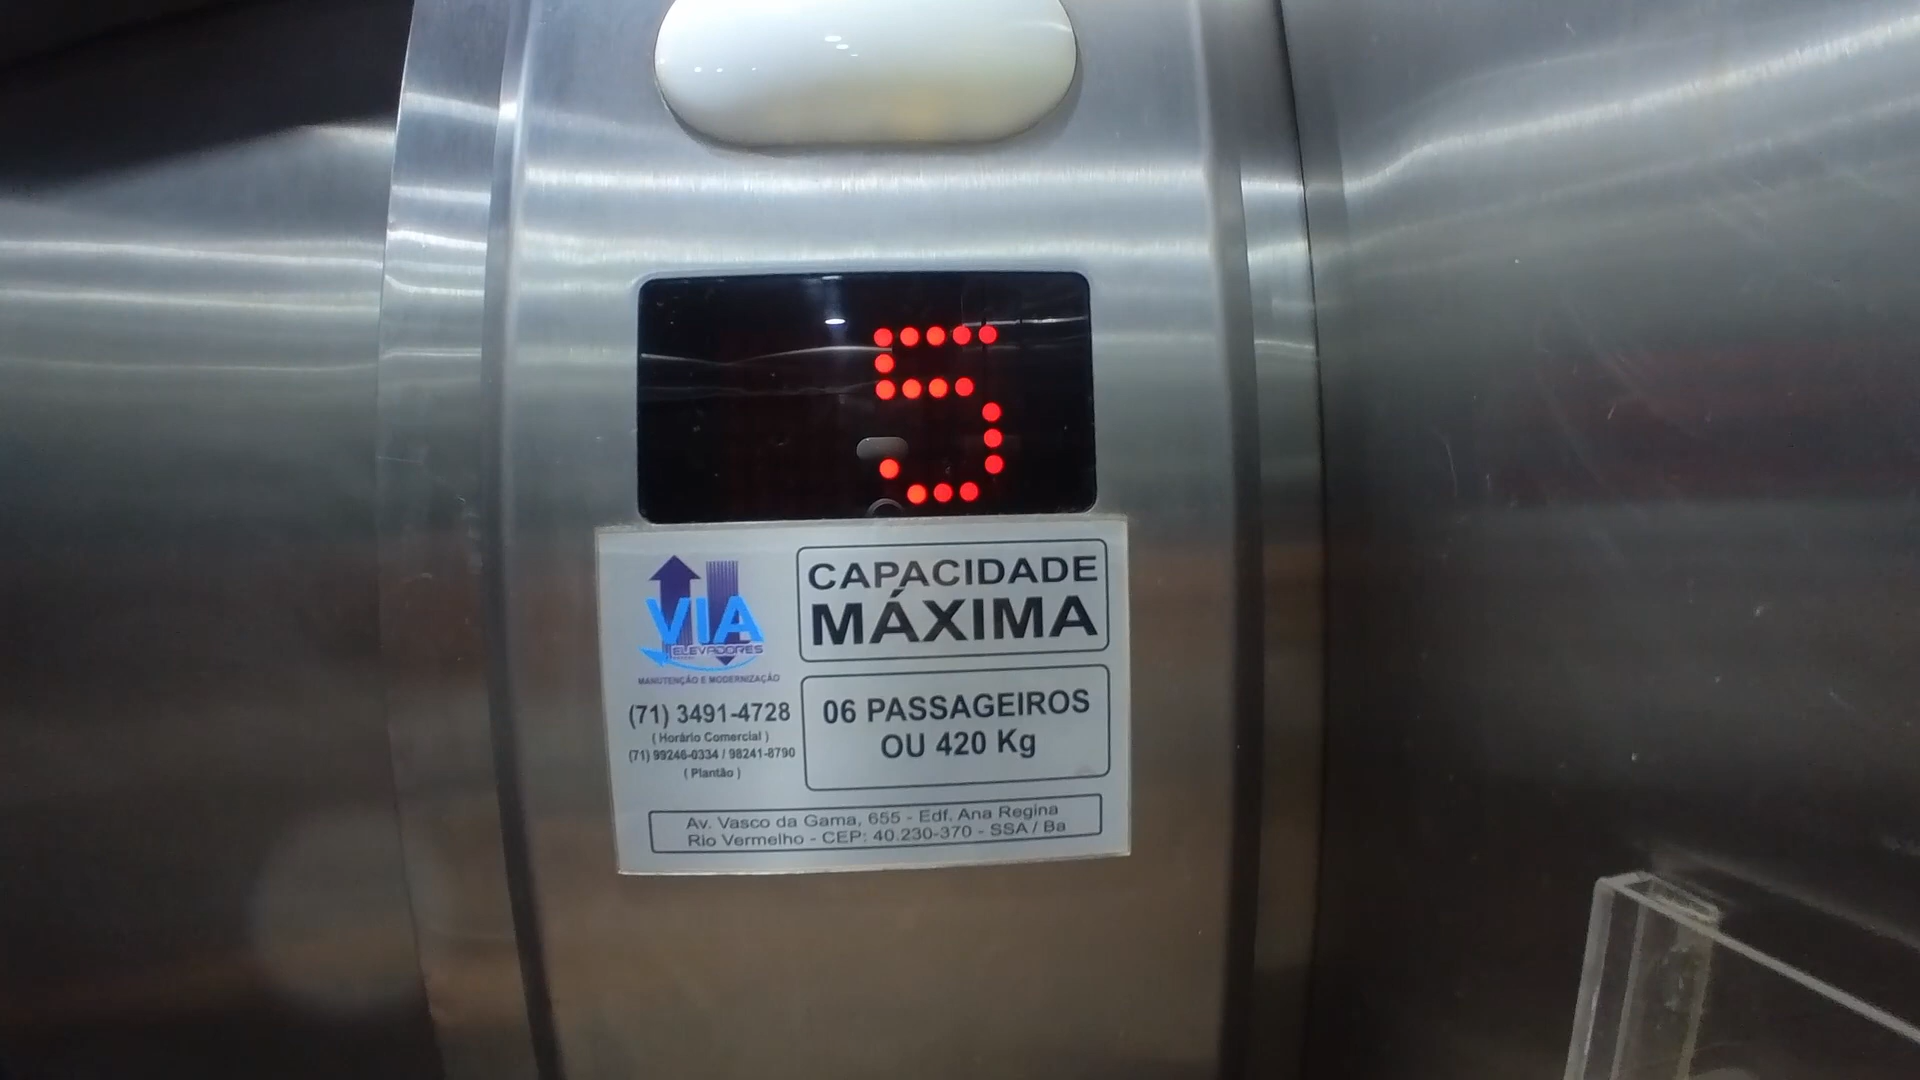 5
VIA
ELEVADORES
MANUTENÇÃO E MODERNIZAÇÃO
(71) 3491-4728
( Horário Comercial )
(71) 99246-0334 / 98241-8790
( Plantão )
CAPACIDADE
MÁXIMA
06 PASSAGEIROS
OU 420 Kg
Av. Vasco da Gama, 655 - Edf. Ana Regina
Rio Vermelho - CEP: 40.230-370 - SSA / Ba